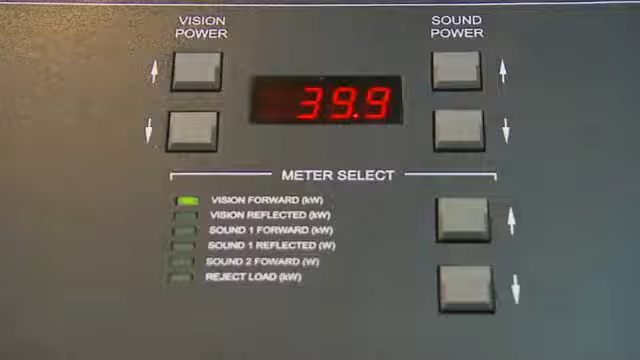 VISION
POWER
SOUND
POWER
39.9
METER SELECT
VISION FORWARD (kW)
VISION REFLECTED (kW)
SOUND 1 FORWARD (kW)
SOUND 1 REFLECTED (W)
SOUND 2 FOWARD (W)
REJECT LOAD (kW)